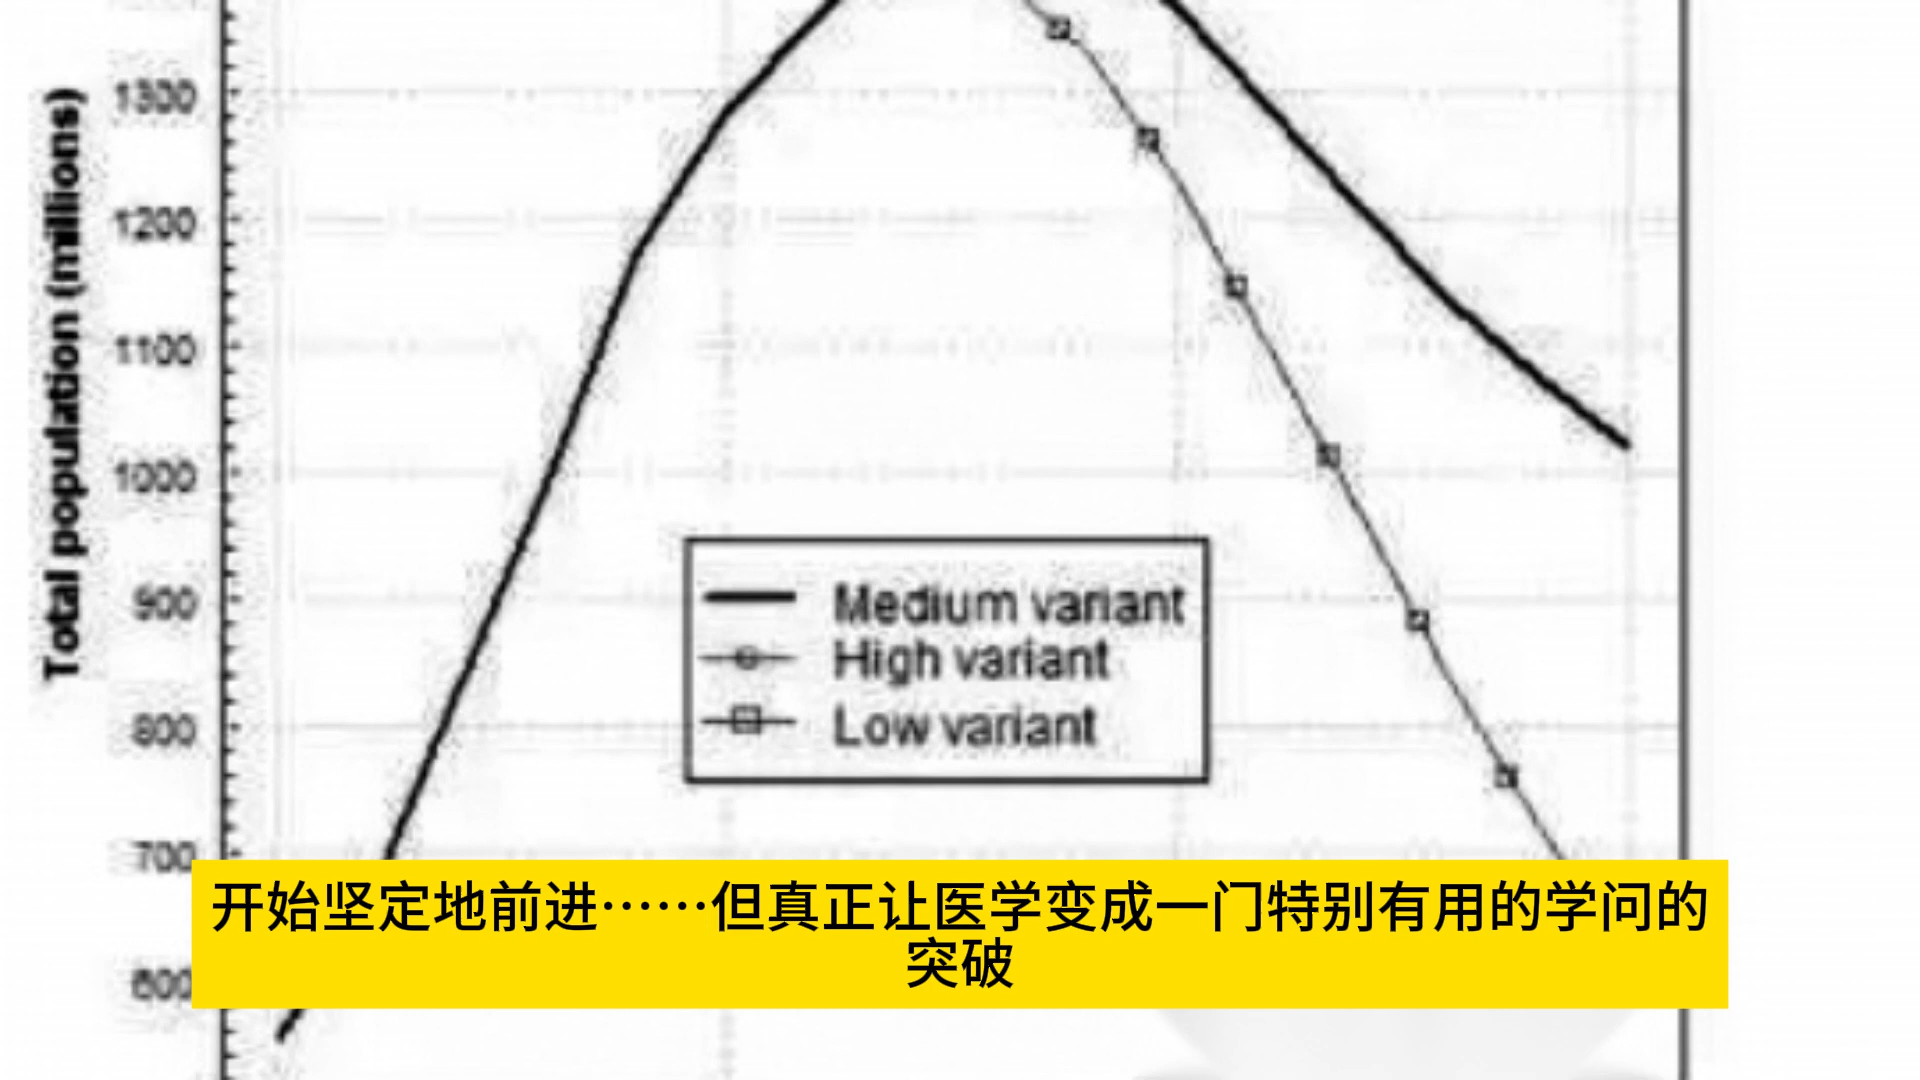 Total population (millions)
1300
1200
1100
1000
900
800
700
600
Medium variant
High variant
Low variant
开始坚定地前进……但真正让医学变成一门特别有用的学问的
突破